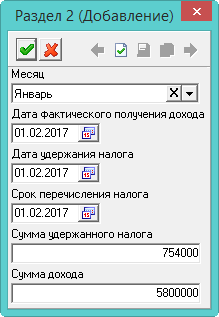 Раздел 2 (Добавление)
Месяц
Январь
Дата фактического получения дохода
01.02.2017
Дата удержания налога
01.02.2017
Срок перечисления налога
01.02.2017
Сумма удержанного налога
754000
Сумма дохода
5800000